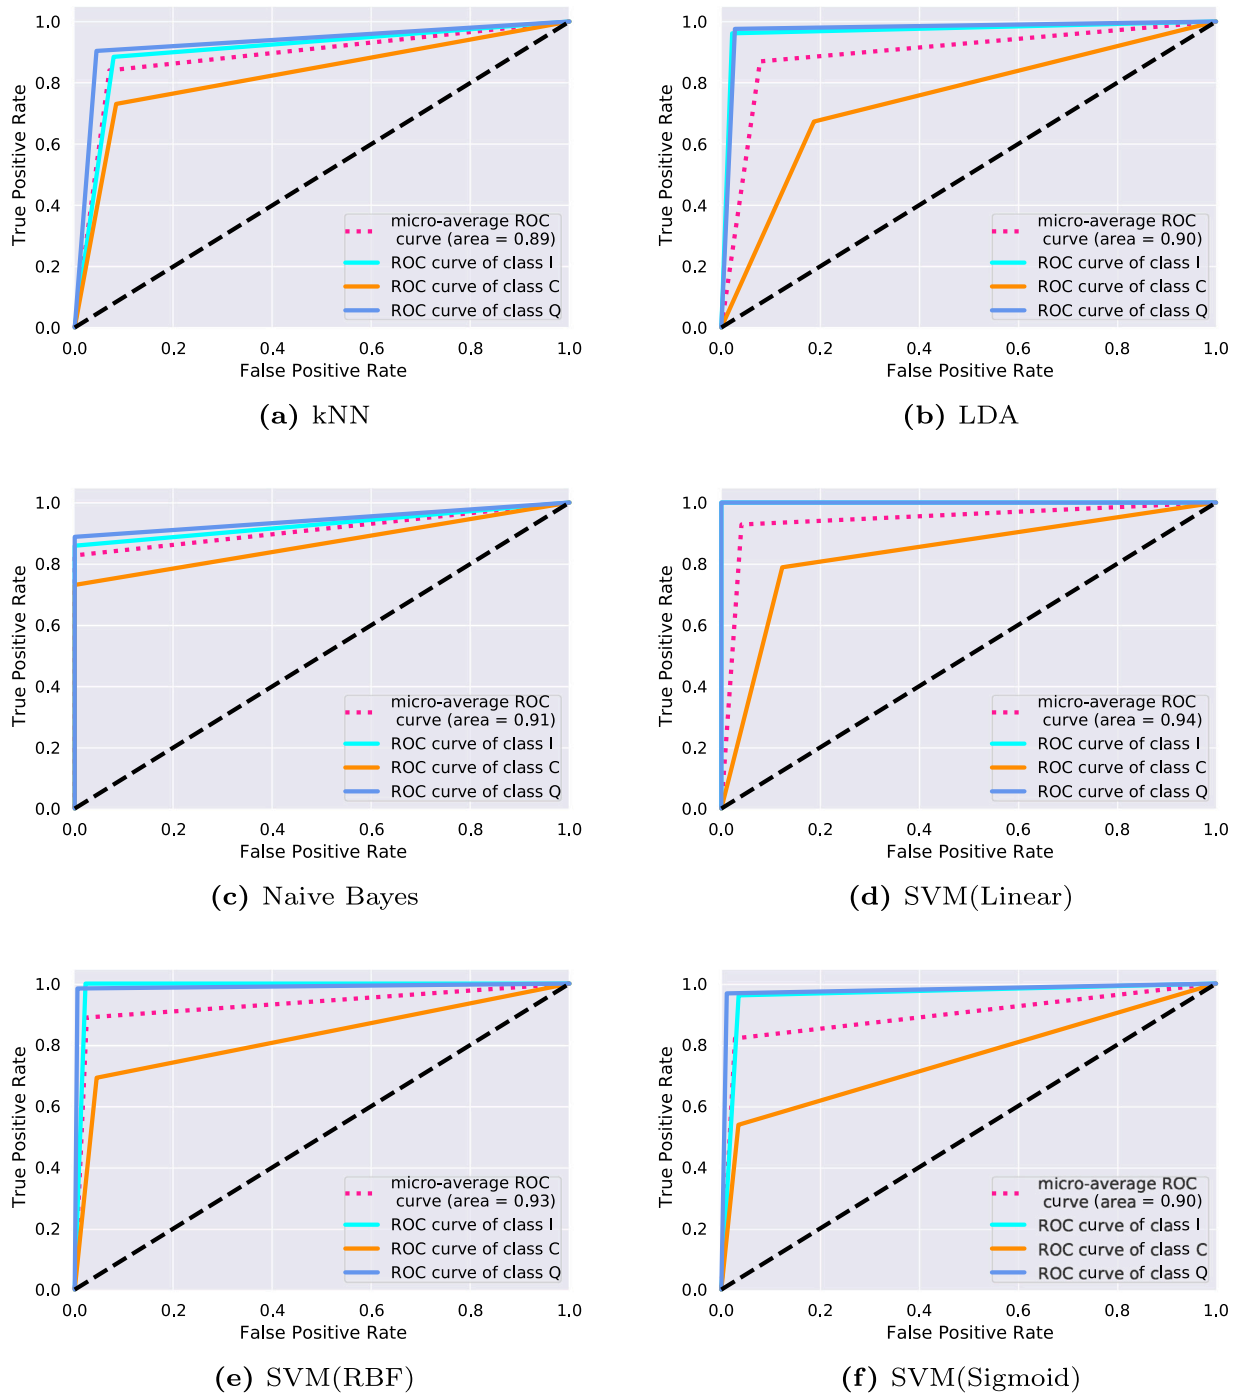 1.0
0.8
0.6
0.4
0.2
0.0
True Positive Rate
micro-average ROC
curve (area = 0.89)
ROC curve of class I
ROC curve of class C
ROC curve of class Q
0.0 0.2 0.4 0.6 0.8 1.0
False Positive Rate
(a) kNN
1.0
0.8
0.6
0.4
0.2
0.0
True Positive Rate
micro-average ROC
curve (area = 0.90)
ROC curve of class I
ROC curve of class C
ROC curve of class Q
0.0 0.2 0.4 0.6 0.8 1.0
False Positive Rate
(b) LDA
1.0
0.8
0.6
0.4
0.2
0.0
True Positive Rate
micro-average ROC
curve (area = 0.91)
ROC curve of class I
ROC curve of class C
ROC curve of class Q
0.0 0.2 0.4 0.6 0.8 1.0
False Positive Rate
(c) Naive Bayes
1.0
0.8
0.6
0.4
0.2
0.0
True Positive Rate
micro-average ROC
curve (area = 0.94)
ROC curve of class I
ROC curve of class C
ROC curve of class Q
0.0 0.2 0.4 0.6 0.8 1.0
False Positive Rate
(d) SVM(Linear)
1.0
0.8
0.6
0.4
0.2
0.0
True Positive Rate
micro-average ROC
curve (area = 0.93)
ROC curve of class I
ROC curve of class C
ROC curve of class Q
0.0 0.2 0.4 0.6 0.8 1.0
False Positive Rate
(e) SVM(RBF)
1.0
0.8
0.6
0.4
0.2
0.0
True Positive Rate
micro-average ROC
curve (area = 0.90)
ROC curve of class I
ROC curve of class C
ROC curve of class Q
0.0 0.2 0.4 0.6 0.8 1.0
False Positive Rate
(f) SVM(Sigmoid)